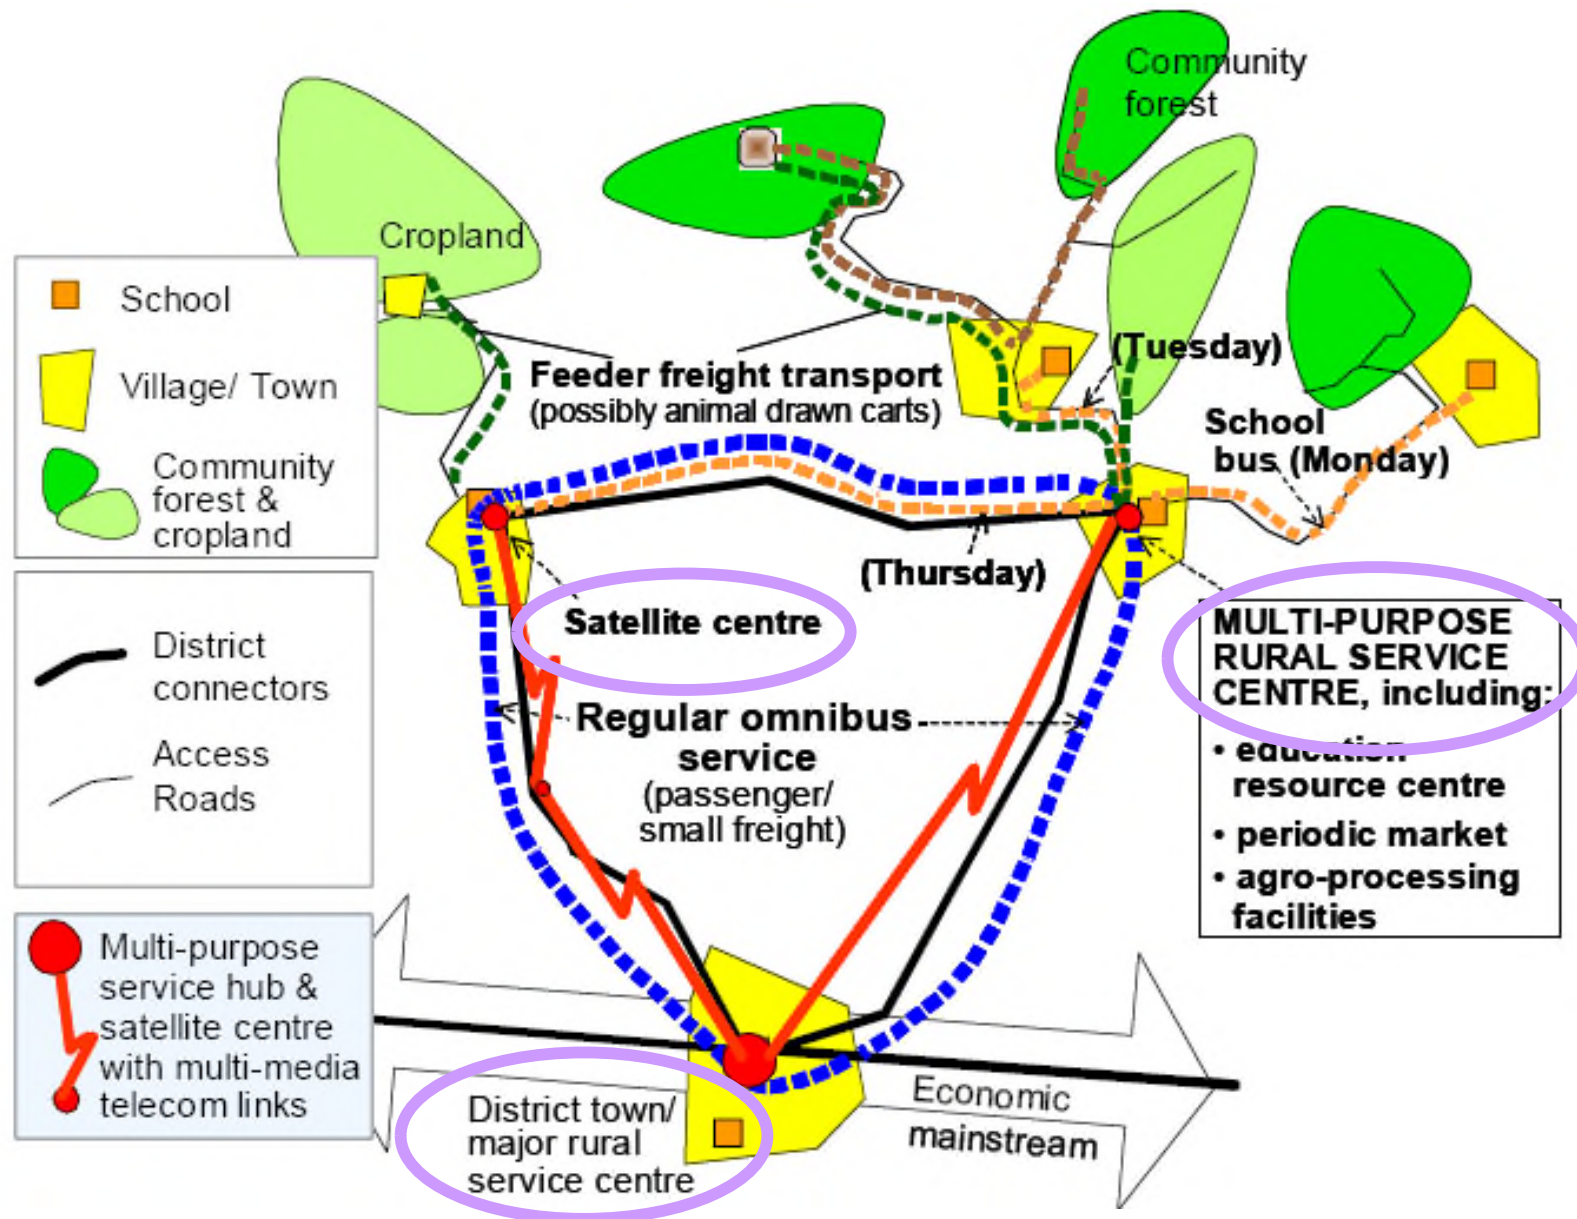 Community
forest
Cropland
School
Village/ Town
Community
forest &
cropland
District
connectors
Access
Roads
Multi-purpose
service hub &
satellite centre
with multi-media
telecom links
Feeder freight transport
(possibly animal drawn carts)
(Tuesday)
School
bus (Monday)
(Thursday)
Satellite centre
Regular omnibus
service
(passenger/
small freight)
MULTI-PURPOSE
RURAL SERVICE
CENTRE, including:
• education
resource centre
• periodic market
• agro-processing
facilities
District town/
major rural
service centre
Economic
mainstream